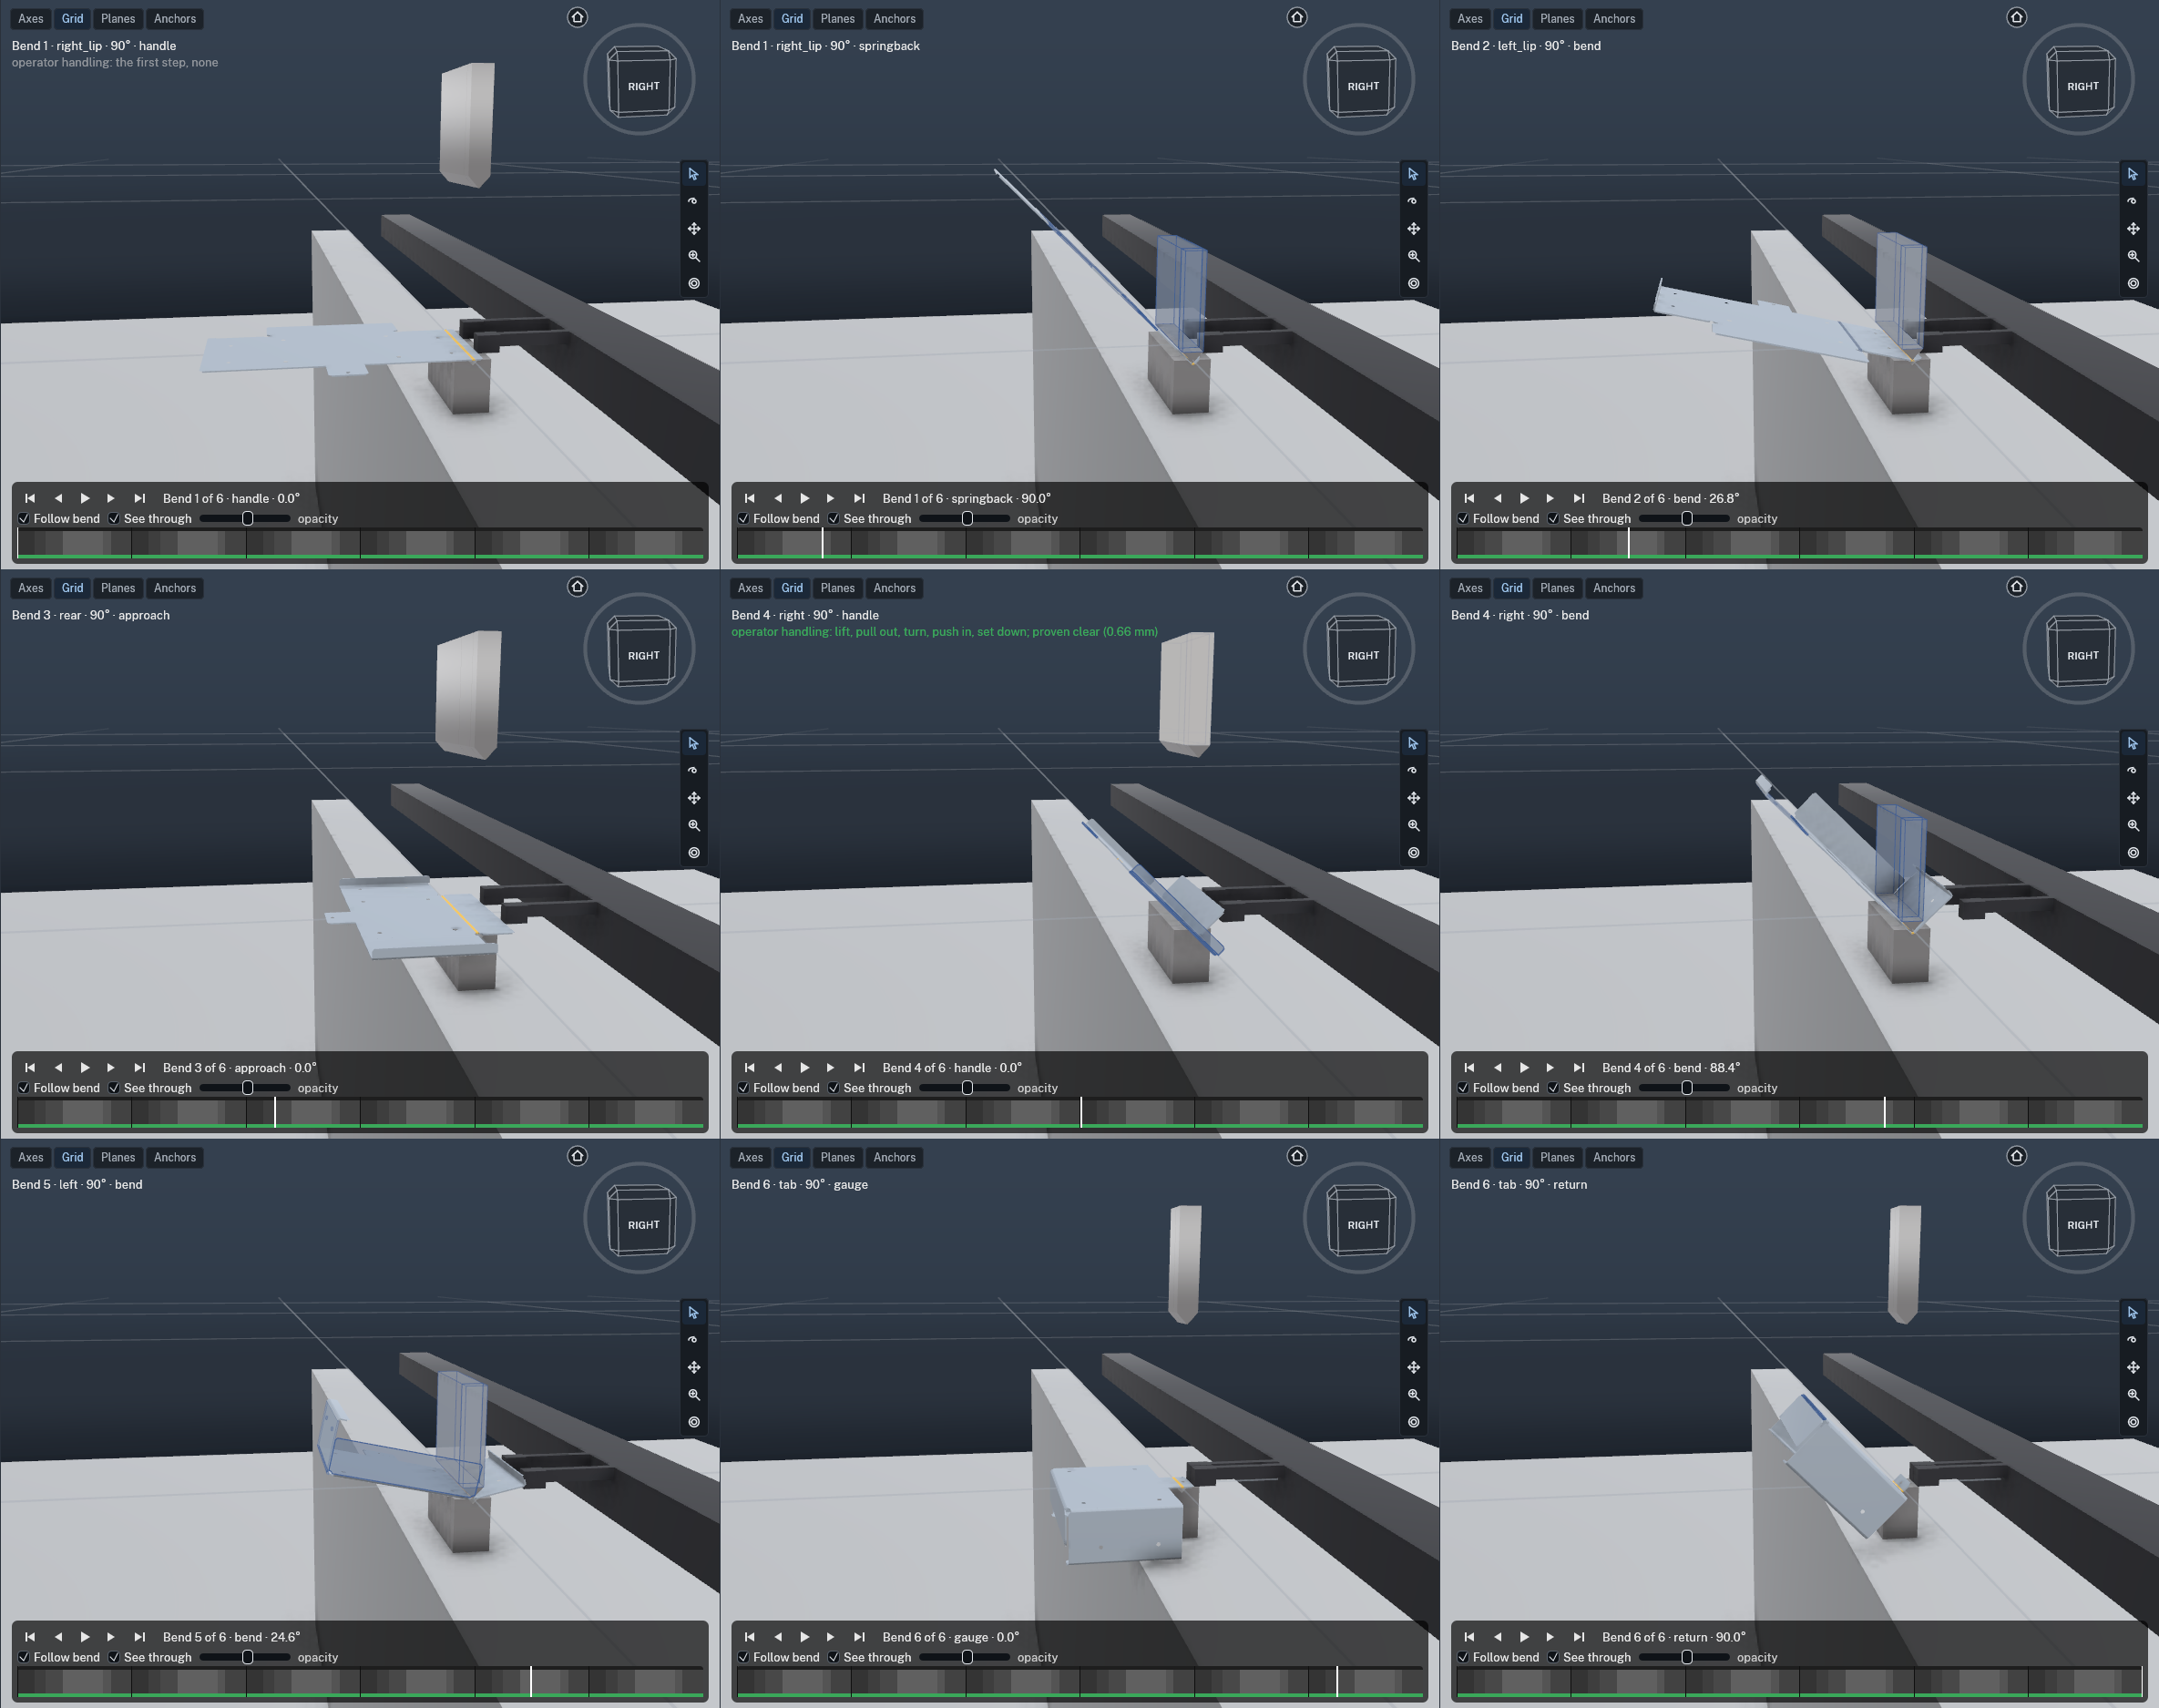 Axes Grid Planes Anchors
Bend 1 · right_lip · 90° · handle
operator handling: the first step, none
RIGHT
Bend 1 of 6 · handle · 0.0°
Follow bend See through opacity
Axes Grid Planes Anchors
Bend 1 · right_lip · 90° · springback
RIGHT
Bend 1 of 6 · springback · 90.0°
Follow bend See through opacity
Axes Grid Planes Anchors
Bend 2 · left_lip · 90° · bend
RIGHT
Bend 2 of 6 · bend · 26.8°
Follow bend See through opacity
Axes Grid Planes Anchors
Bend 3 · rear · 90° · approach
RIGHT
Bend 3 of 6 · approach · 0.0°
Follow bend See through opacity
Axes Grid Planes Anchors
Bend 4 · right · 90° · handle
operator handling: lift, pull out, turn, push in, set down; proven clear (0.66 mm)
RIGHT
Bend 4 of 6 · handle · 0.0°
Follow bend See through opacity
Axes Grid Planes Anchors
Bend 4 · right · 90° · bend
RIGHT
Bend 4 of 6 · bend · 88.4°
Follow bend See through opacity
Axes Grid Planes Anchors
Bend 5 · left · 90° · bend
RIGHT
Bend 5 of 6 · bend · 24.6°
Follow bend See through opacity
Axes Grid Planes Anchors
Bend 6 · tab · 90° · gauge
RIGHT
Bend 6 of 6 · gauge · 0.0°
Follow bend See through opacity
Axes Grid Planes Anchors
Bend 6 · tab · 90° · return
RIGHT
Bend 6 of 6 · return · 90.0°
Follow bend See through opacity